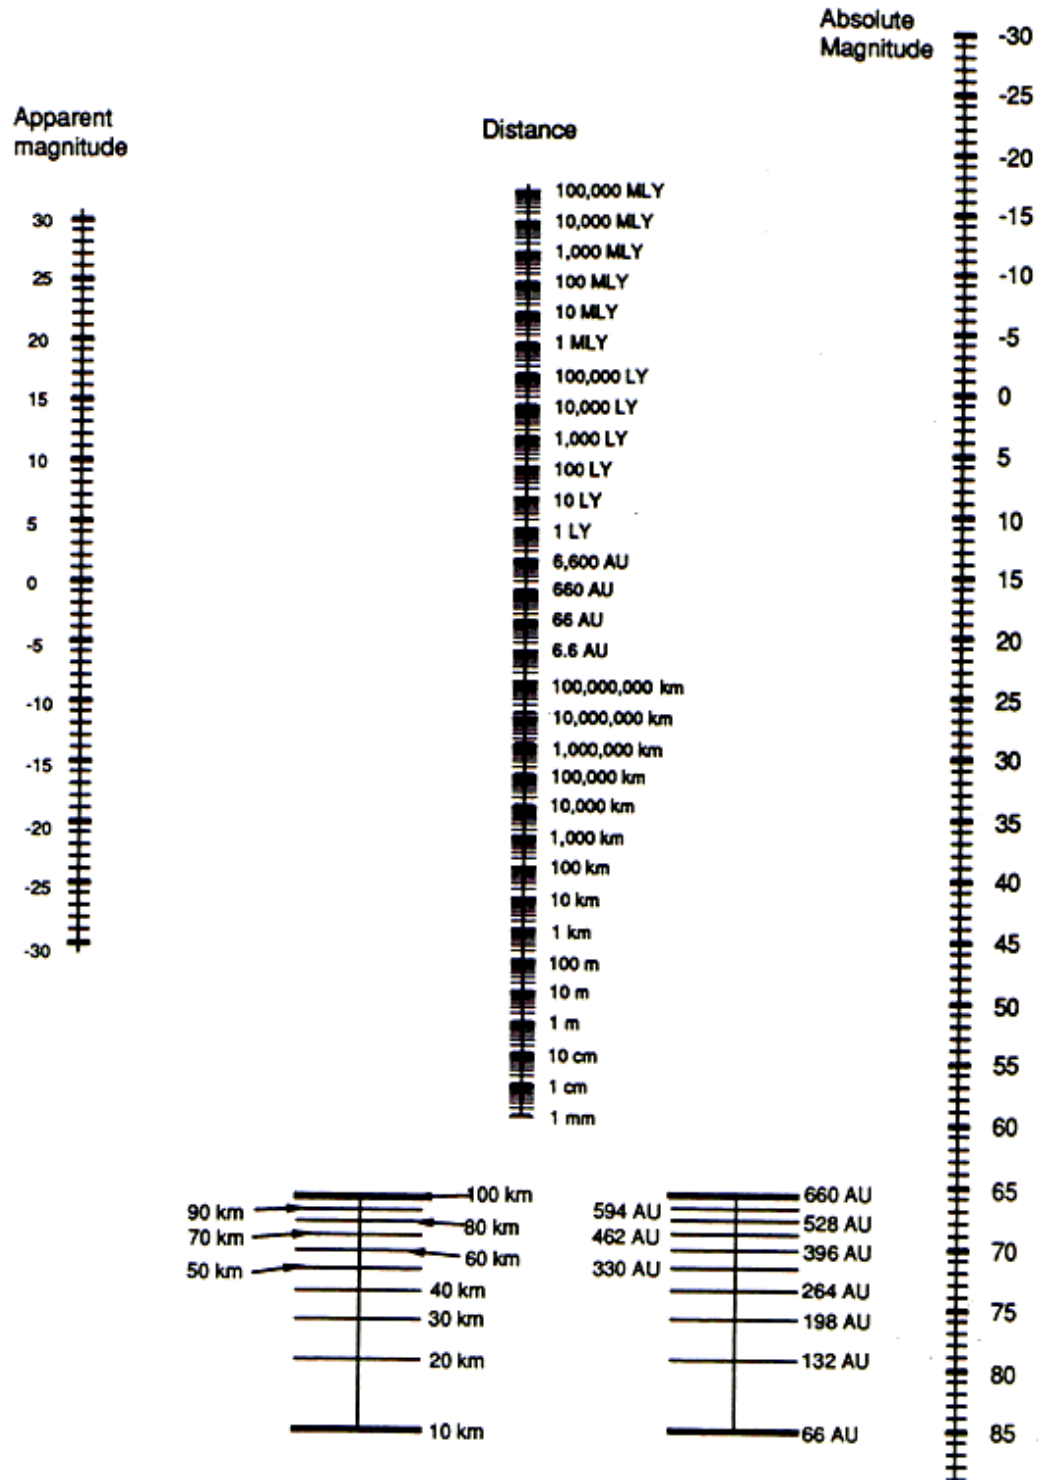 Absolute
Magnitude
-30
-25
-20
-15
-10
-5
0
5
10
15
20
25
30
35
40
45
50
55
60
65
70
75
80
85
Apparent
magnitude
30
25
20
15
10
5
0
-5
-10
-15
-20
-25
-30
Distance
100,000 MLY
10,000 MLY
1,000 MLY
100 MLY
10 MLY
1 MLY
100,000 LY
10,000 LY
1,000 LY
100 LY
10 LY
1 LY
6,600 AU
660 AU
66 AU
6.6 AU
100,000,000 km
10,000,000 km
1,000,000 km
100,000 km
10,000 km
1,000 km
100 km
10 km
1 km
100 m
10 m
1 m
10 cm
1 cm
1 mm
100 km
90 km
80 km
70 km
60 km
50 km
40 km
30 km
20 km
10 km
660 AU
594 AU
528 AU
462 AU
396 AU
330 AU
264 AU
198 AU
132 AU
66 AU